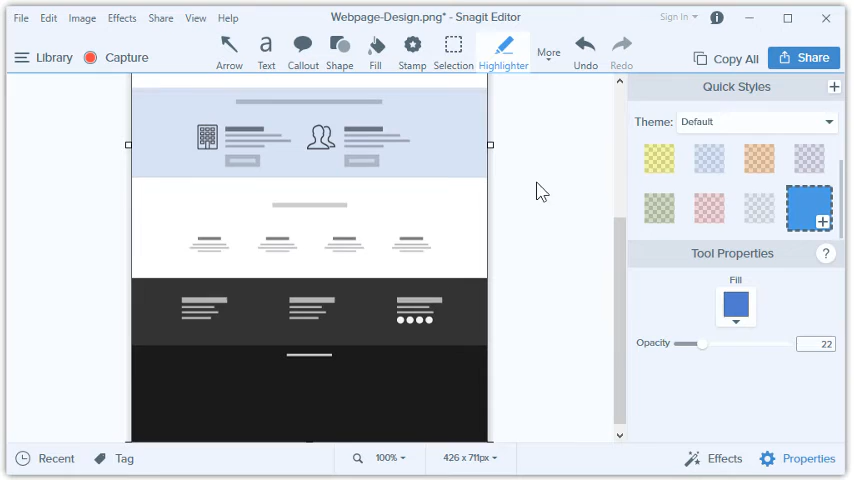 File Edit Image Effects Share View Help Webpage-Design.png* - Snagit Editor Sign In
Library Capture Arrow Text Callout Shape Fill Stamp Selection Highlighter More Undo Redo Copy All Share
Quick Styles
Theme: Default
Tool Properties ?
Fill
Opacity 22
Recent Tag 100% 426 x 711px Effects Properties